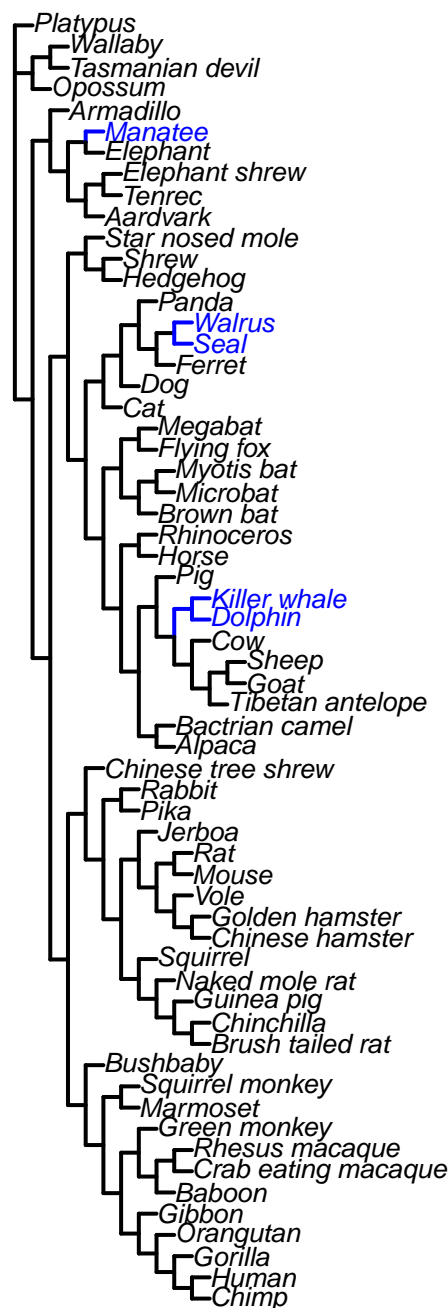 Platypus
Wallaby
Tasmanian devil
Opossum
Armadillo
Manatee
Elephant
Elephant shrew
Tenrec
Aardvark
Star nosed mole
Shrew
Hedgehog
Panda
Walrus
Seal
Ferret
Dog
Cat
Megabat
Flying fox
Myotis bat
Microbat
Brown bat
Rhinoceros
Horse
Pig
Killer whale
Dolphin
Cow
Sheep
Goat
Tibetan antelope
Bactrian camel
Alpaca
Chinese tree shrew
Rabbit
Pika
Jerboa
Rat
Mouse
Vole
Golden hamster
Chinese hamster
Squirrel
Naked mole rat
Guinea pig
Chinchilla
Brush tailed rat
Bushbaby
Squirrel monkey
Marmoset
Green monkey
Rhesus macaque
Crab eating macaque
Baboon
Gibbon
Orangutan
Gorilla
Human
Chimp